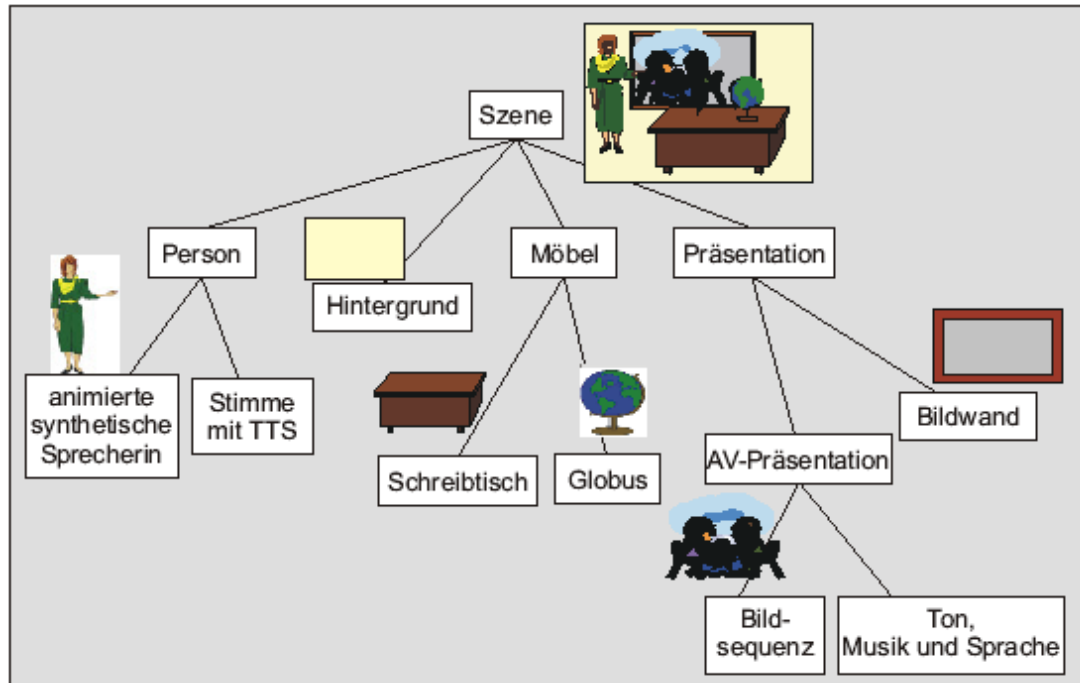 Szene
Person
Hintergrund
Möbel
Präsentation
animierte
synthetische
Sprecherin
Stimme
mit TTS
Schreibtisch
Globus
AV-Präsentation
Bildwand
Bild-
sequenz
Ton,
Musik und Sprache